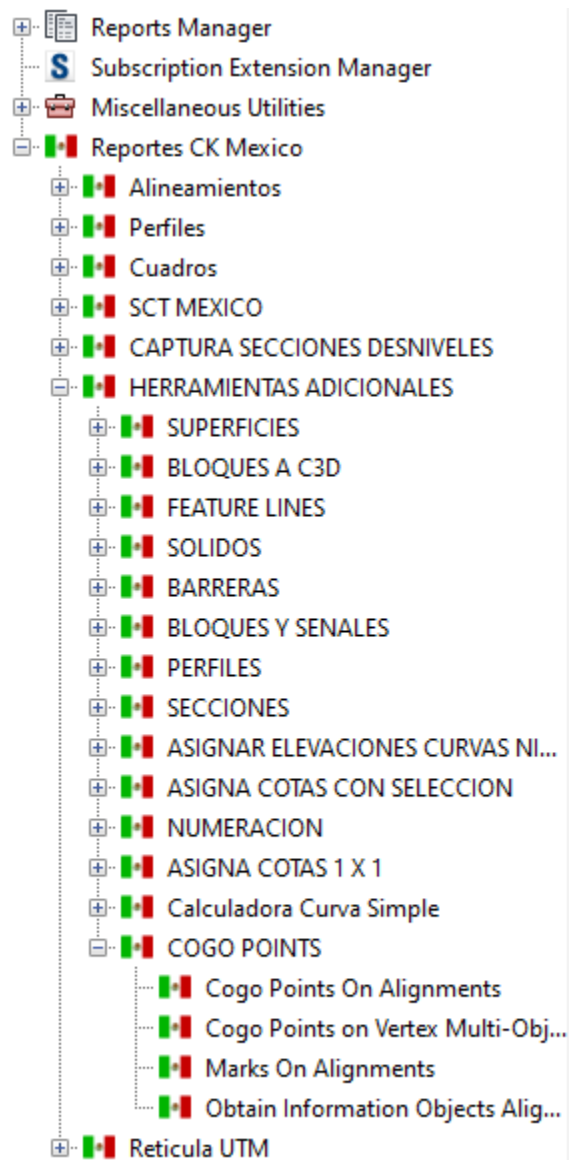 Reports Manager
S Subscription Extension Manager
Miscellaneous Utilities
Reportes CK Mexico
Alineamientos
Perfiles
Cuadros
SCT MEXICO
CAPTURA SECCIONES DESNIVELES
HERRAMIENTAS ADICIONALES
SUPERFICIES
BLOQUES A C3D
FEATURE LINES
SOLIDOS
BARRERAS
BLOQUES Y SENALES
PERFILES
SECCIONES
ASIGNAR ELEVACIONES CURVAS NI...
ASIGNA COTAS CON SELECCION
NUMERACION
ASIGNA COTAS 1 X 1
Calculadora Curva Simple
COGO POINTS
Cogo Points On Alignments
Cogo Points on Vertex Multi-Obj...
Marks On Alignments
Obtain Information Objects Alig...
Reticula UTM